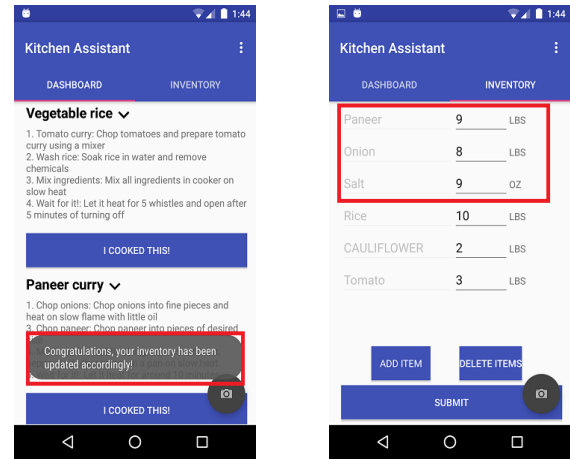 1:44
Kitchen Assistant
DASHBOARD
INVENTORY
Vegetable rice
1. Tomato curry: Chop tomatoes and prepare tomato
curry using a mixer
2. Wash rice: Soak rice in water and remove
chemicals
3. Mix ingredients: Mix all ingredients in cooker on
slow heat
4. Wait for it!: Let it heat for 5 whistles and open after
5 minutes of turning off
I COOKED THIS!
Paneer curry
1. Chop onions: Chop onions into fine pieces and
heat on slow flame with little oil
3. Chop paneer: Chop paneer into pieces of desired
Congratulations, your inventory has been
updated accordingly!
I COOKED THIS!
1:44
Kitchen Assistant
DASHBOARD
INVENTORY
Paneer 9 LBS
Onion 8 LBS
Salt 9 OZ
Rice 10 LBS
CAULIFLOWER 2 LBS
Tomato 3 LBS
ADD ITEM
DELETE ITEMS
SUBMIT